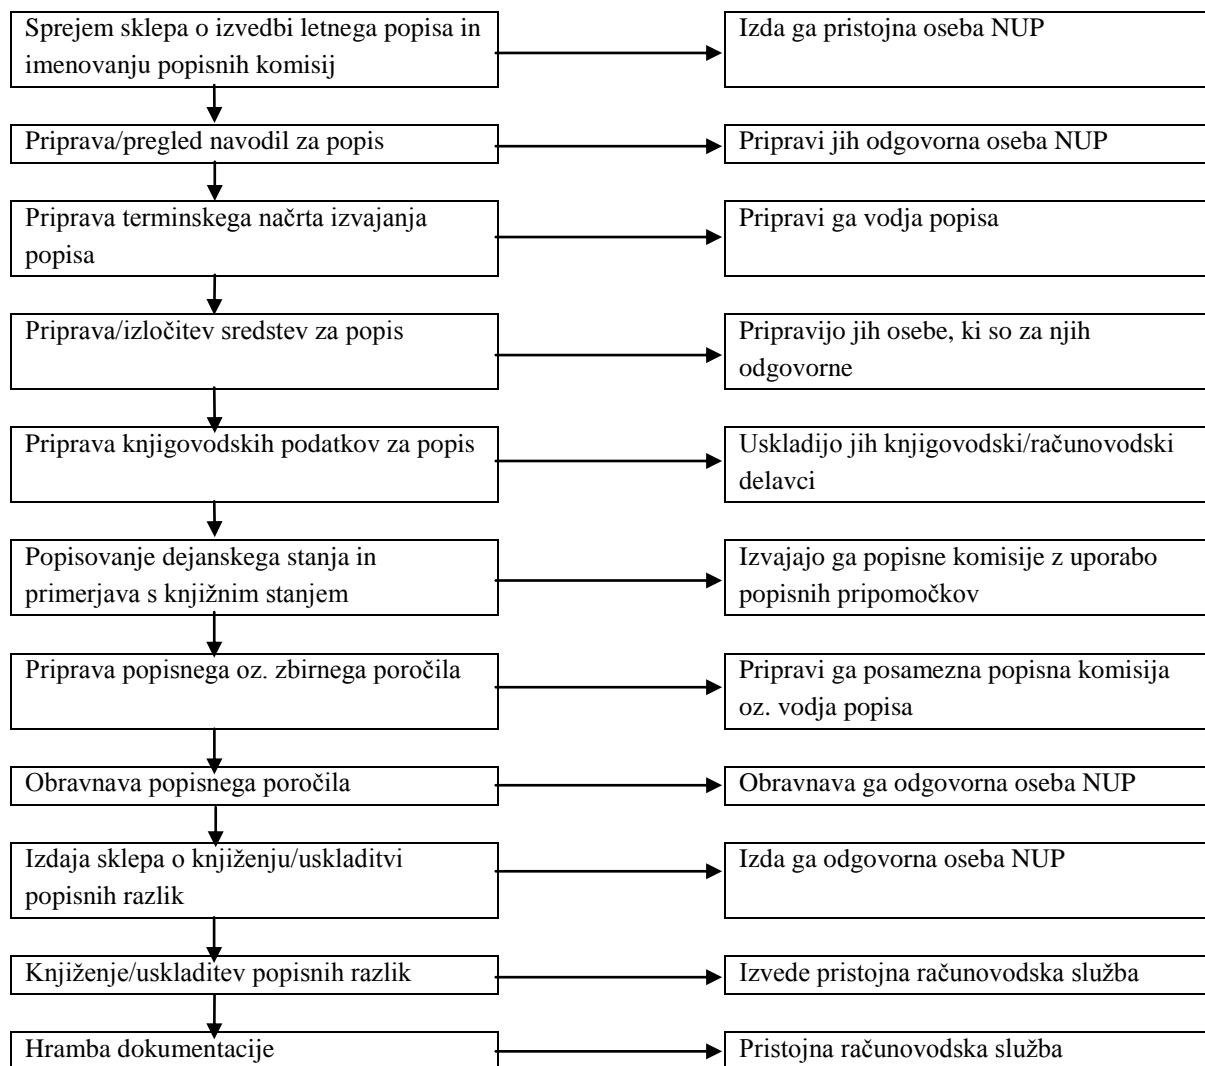 Sprejem sklepa o izvedbi letnega popisa in
imenovanju popisnih komisij
Izda ga pristojna oseba NUP
Priprava/pregled navodil za popis
Pripravi jih odgovorna oseba NUP
Priprava terminskega načrta izvajanja
popisa
Pripravi ga vodja popisa
Priprava/izločitev sredstev za popis
Pripravijo jih osebe, ki so za njih
odgovorne
Priprava knjigovodskih podatkov za popis
Uskladijo jih knjigovodski/računovodski
delavci
Popisovanje dejanskega stanja in
primerjava s knjižnim stanjem
Izvajajo ga popisne komisije z uporabo
popisnih pripomočkov
Priprava popisnega oz. zbirnega poročila
Pripravi ga posamezna popisna komisija
oz. vodja popisa
Obravnava popisnega poročila
Obravnava ga odgovorna oseba NUP
Izdaja sklepa o knjiženju/uskladitvi
popisnih razlik
Izda ga odgovorna oseba NUP
Knjiženje/uskladitev popisnih razlik
Izvede pristojna računovodska služba
Hramba dokumentacije
Pristojna računovodska služba